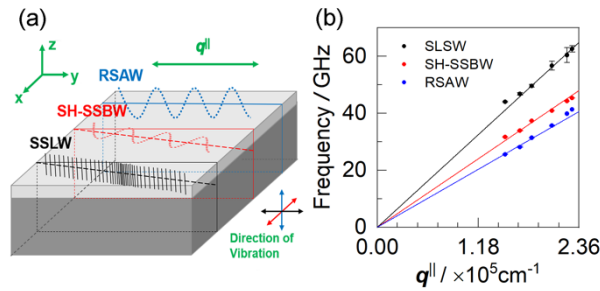 (a)
z
y
x
q||
RSAW
SH-SSBW
SSLW
Direction of
Vibration
(b)
Frequency / GHz
60
40
20
0
SLSW
SH-SSBW
RSAW
0.00 1.18 2.36
q|| / ×10⁵cm⁻¹